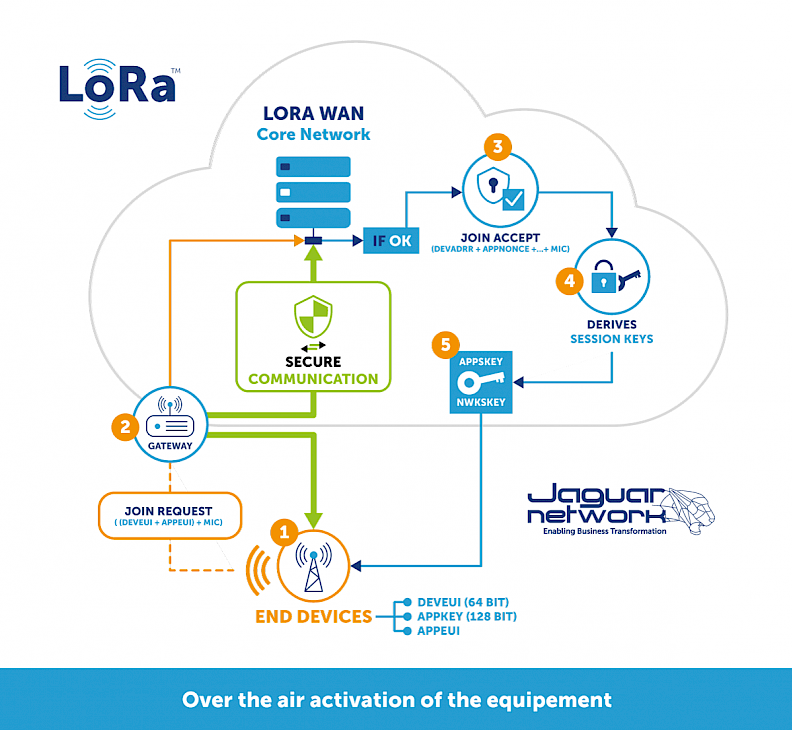 LoRa™
LORA WAN
Core Network
IF OK
3
JOIN ACCEPT
(DEVADRR + APPNONCE +...+ MIC)
4
DERIVES
SESSION KEYS
5
APPSKEY
NWKSKEY
SECURE
COMMUNICATION
2
GATEWAY
JOIN REQUEST
( (DEVEUI + APPEUI) + MIC)
1
END DEVICES
DEVEUI (64 BIT)
APPKEY (128 BIT)
APPEUI
Jaguar
network
Enabling Business Transformation
Over the air activation of the equipement